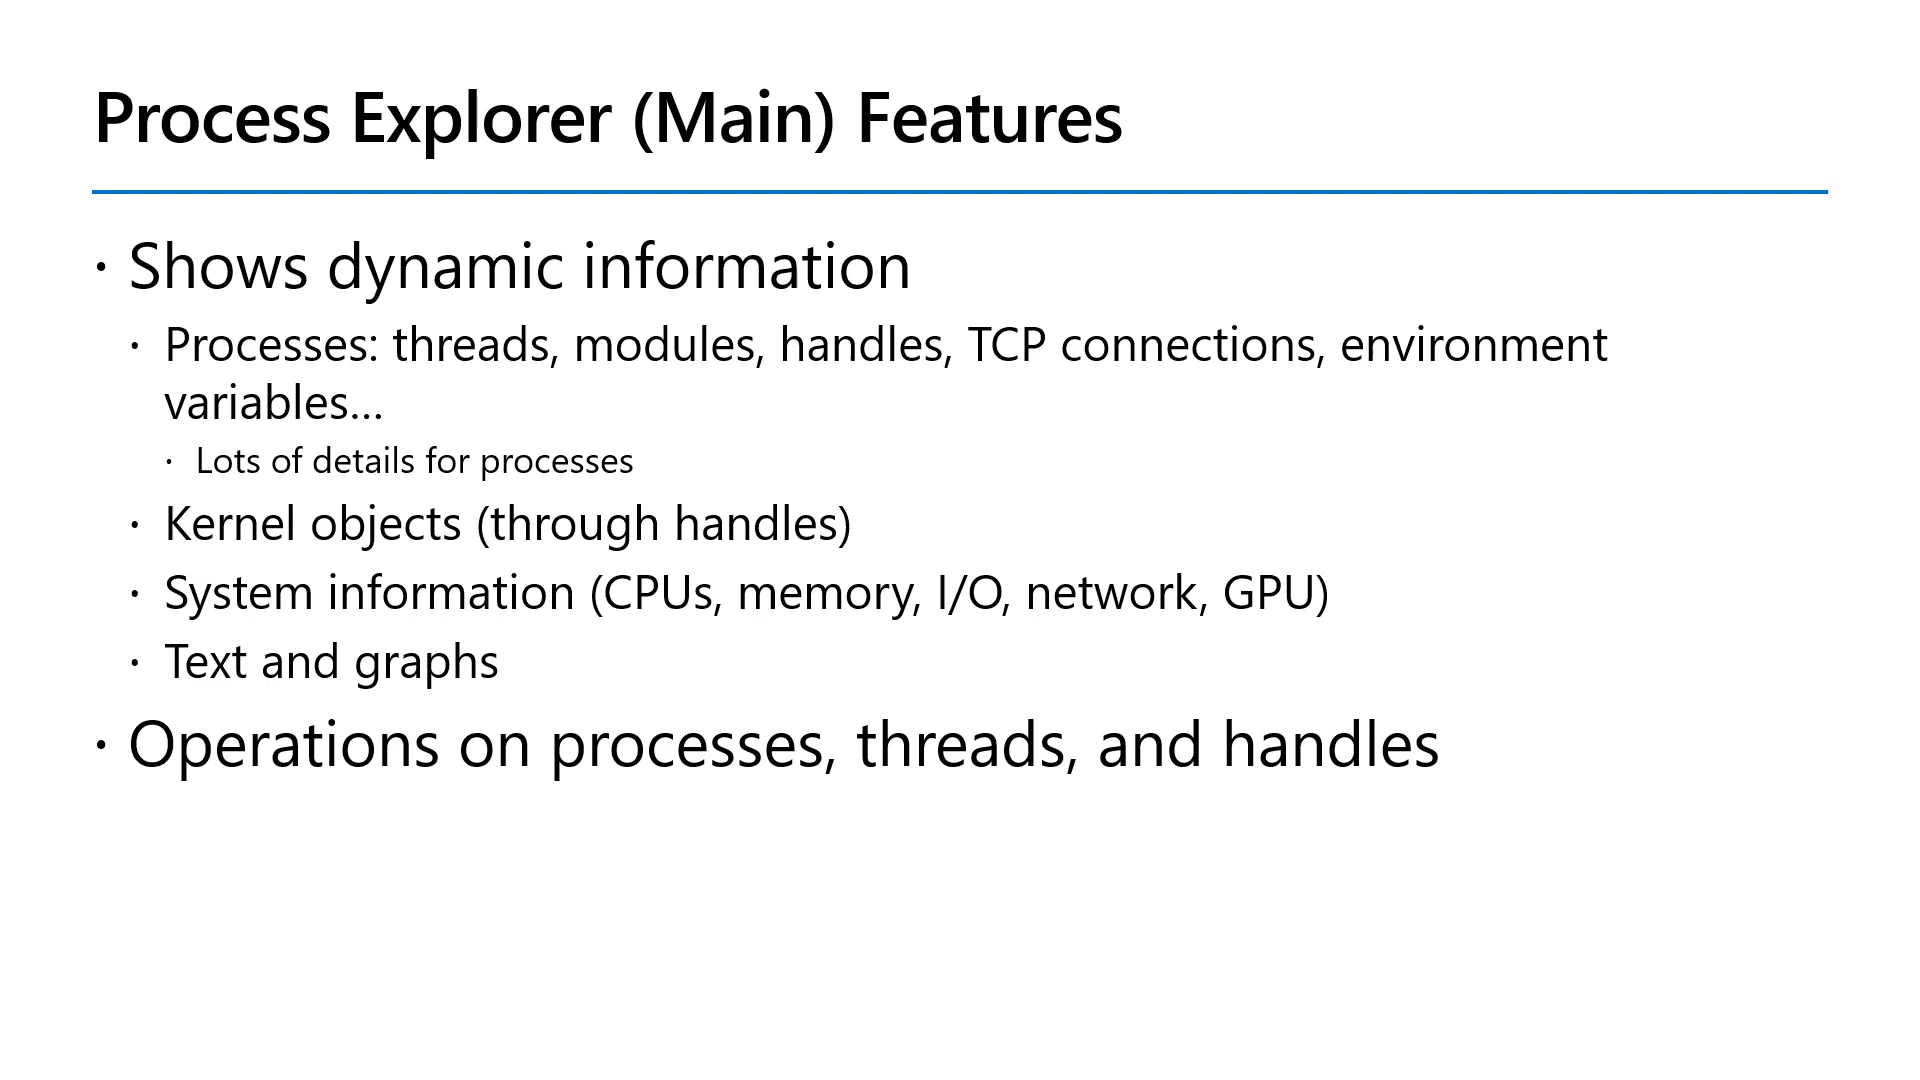 Process Explorer (Main) Features
· Shows dynamic information
· Processes: threads, modules, handles, TCP connections, environment
variables...
· Lots of details for processes
· Kernel objects (through handles)
· System information (CPUs, memory, I/O, network, GPU)
· Text and graphs
· Operations on processes, threads, and handles